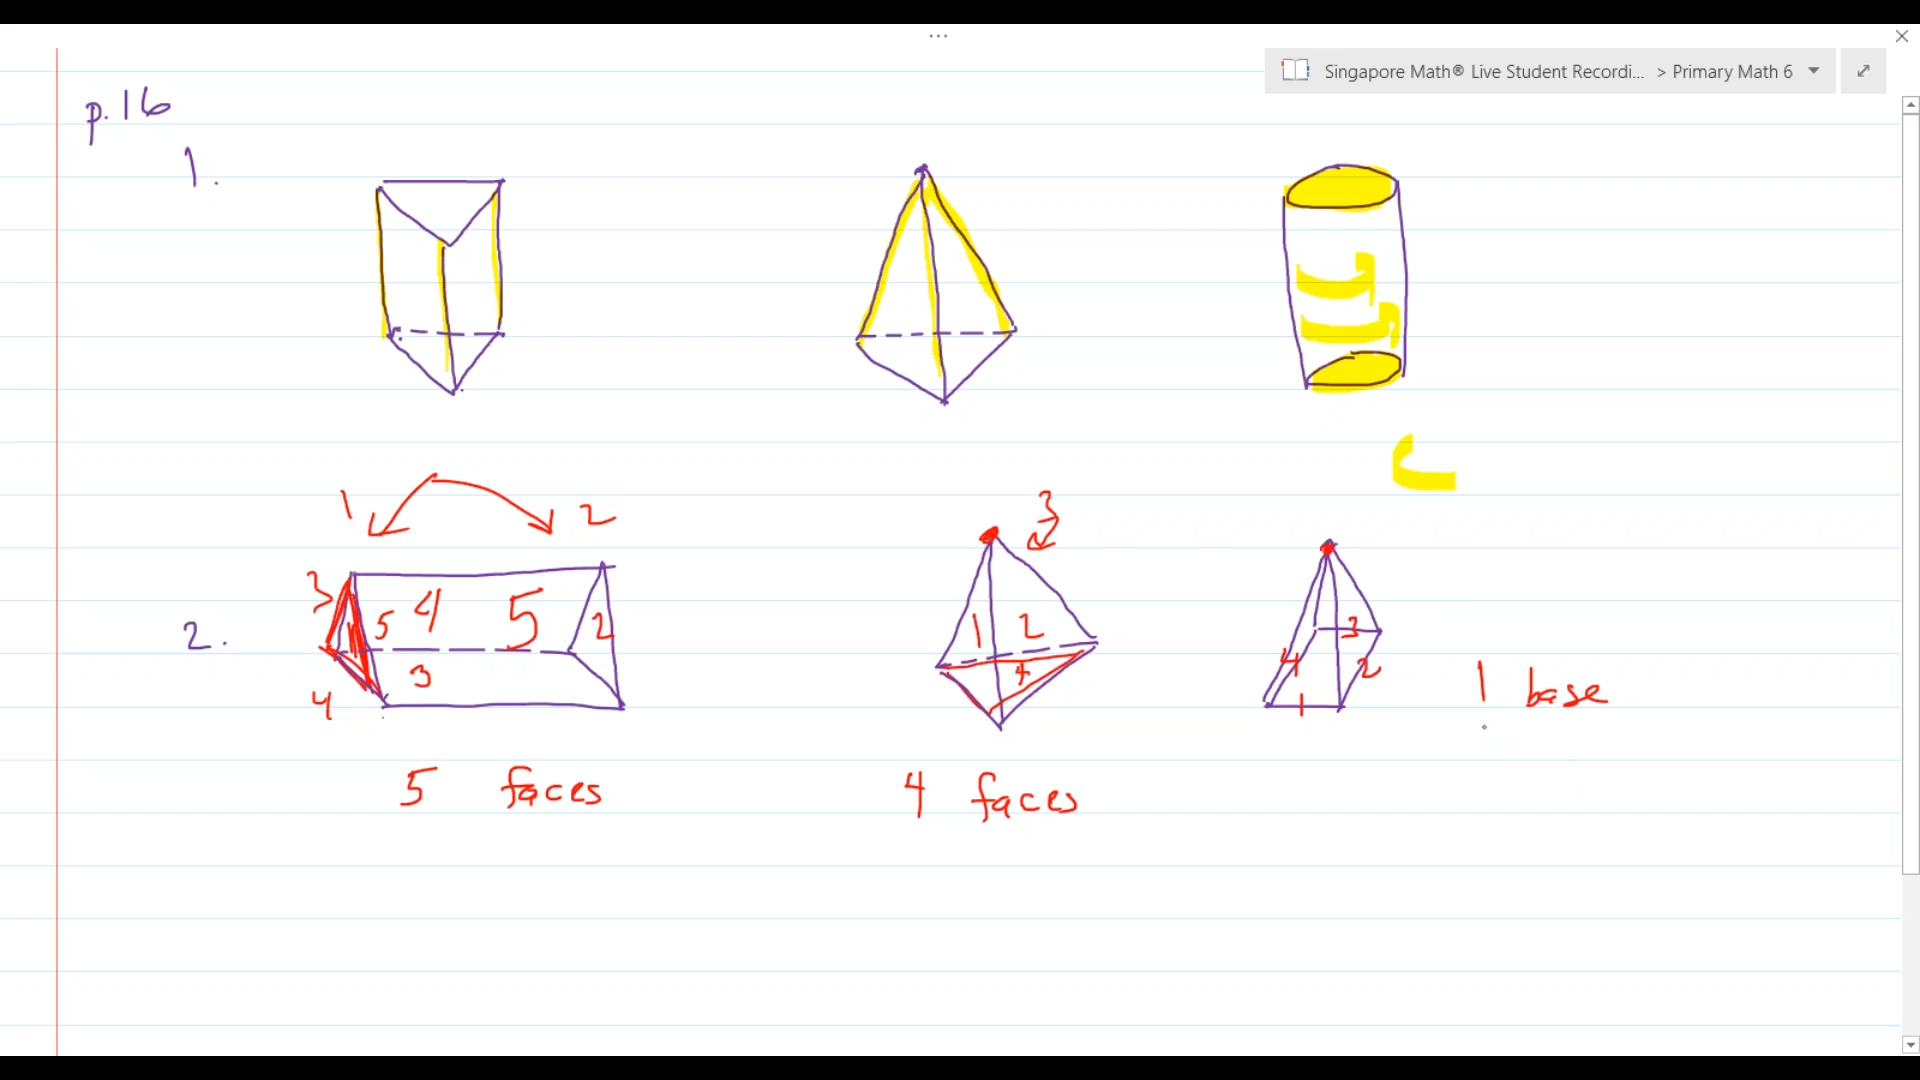 Singapore Math® Live Student Recordi... > Primary Math 6
p.16
1.
1 2
3
3 5 4 5 2
1 2
2.
3
4
4
3
4 2
1
1 base
5 faces
4 faces